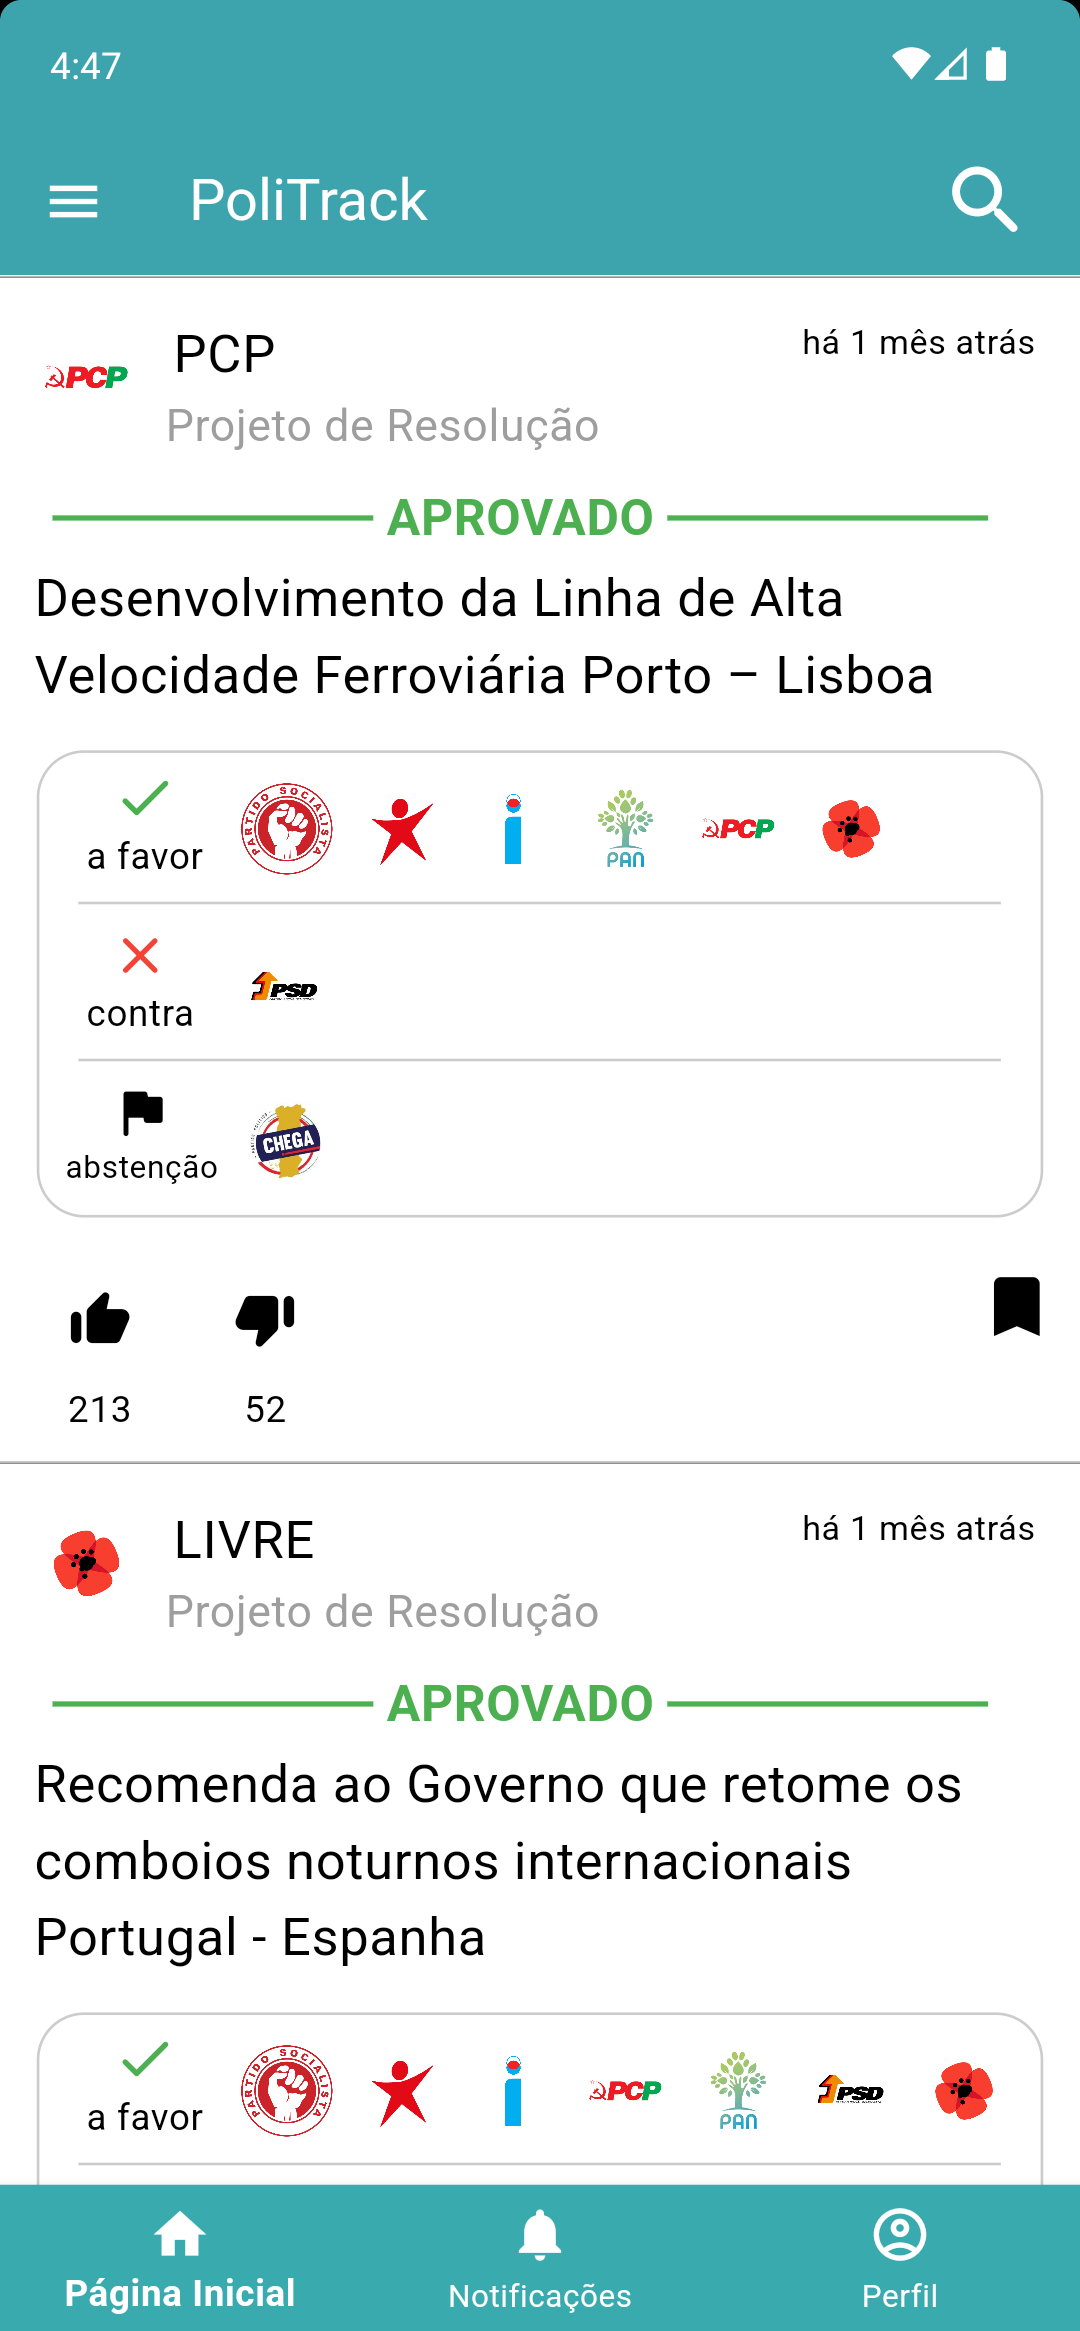 4:47
PoliTrack
PCP
há 1 mês atrás
PCP
Projeto de Resolução
APROVADO
Desenvolvimento da Linha de Alta
Velocidade Ferroviária Porto – Lisboa
PARTIDO SOCIALISTA
PAN
PCP
a favor
PSD
contra
CHEGA
abstenção
213
52
LIVRE
há 1 mês atrás
Projeto de Resolução
APROVADO
Recomenda ao Governo que retome os
comboios noturnos internacionais
Portugal - Espanha
PARTIDO SOCIALISTA
PCP
PAN
PSD
a favor
Página Inicial
Notificações
Perfil